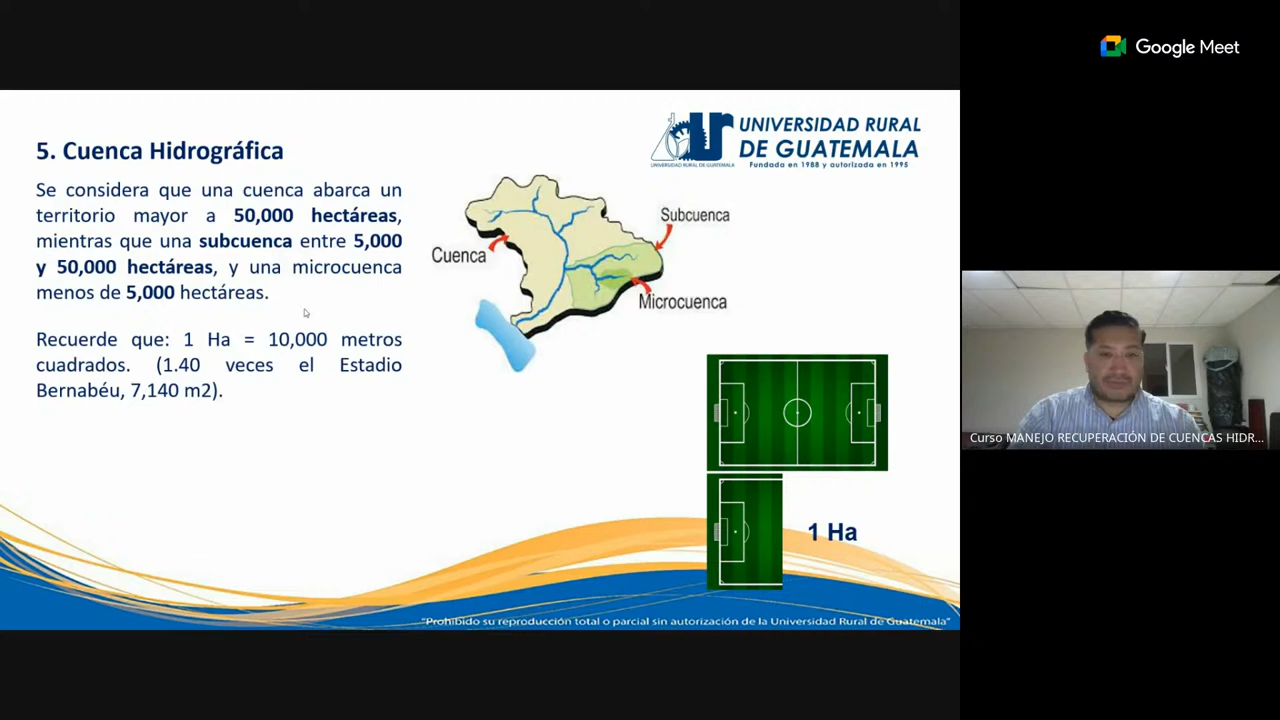 Google Meet
UNIVERSIDAD RURAL
DE GUATEMALA
Fundada en 1988 y autorizada en 1995
UNIVERSIDAD RURAL DE GUATEMALA
5. Cuenca Hidrográfica
Se considera que una cuenca abarca un
territorio mayor a 50,000 hectáreas,
mientras que una subcuenca entre 5,000
y 50,000 hectáreas, y una microcuenca
menos de 5,000 hectáreas.
Recuerde que: 1 Ha = 10,000 metros
cuadrados. (1.40 veces el Estadio
Bernabéu, 7,140 m2).
Subcuenca
Cuenca
Microcuenca
1 Ha
Curso MANEJO RECUPERACIÓN DE CUENCAS HIDR...
"Prohibido su reproducción total o parcial sin autorización de la Universidad Rural de Guatemala"